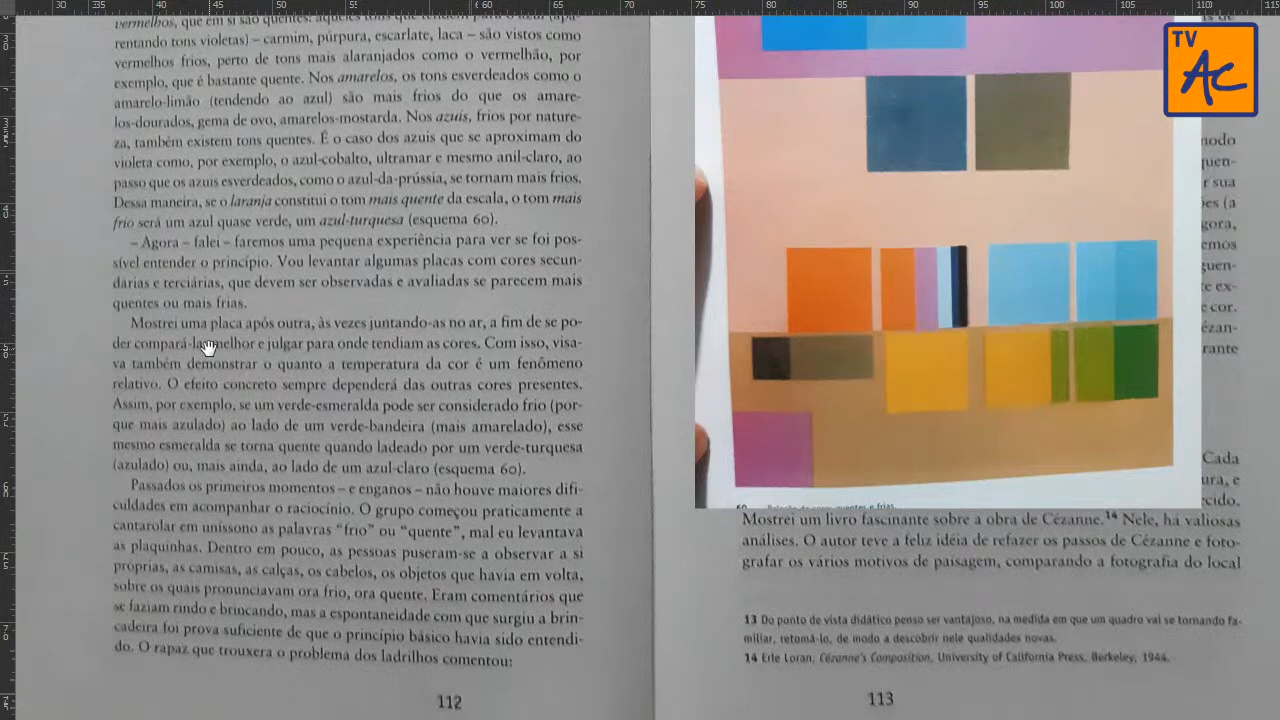 vermelhos, que em si são quentes: aqueles tons que tendem para o azul (apa-
rentando tons violetas) – carmim, púrpura, escarlate, laca – são vistos como
vermelhos frios, perto de tons mais alaranjados como o vermelhão, por
exemplo, que é bastante quente. Nos amarelos, os tons esverdeados como o
amarelo-limão (tendendo ao azul) são mais frios do que os amare-
los-dourados, gema de ovo, amarelos-mostarda. Nos azuis, frios por nature-
za, também existem tons quentes. É o caso dos azuis que se aproximam do
violeta como, por exemplo, o azul-cobalto, ultramar e mesmo anil-claro, ao
passo que os azuis esverdeados, como o azul-da-prússia, se tornam mais frios.
Dessa maneira, se o laranja constitui o tom mais quente da escala, o tom mais
frio será um azul quase verde, um azul-turquesa (esquema 60).
– Agora – falei – faremos uma pequena experiência para ver se foi pos-
sível entender o princípio. Vou levantar algumas placas com cores secun-
dárias e terciárias, que devem ser observadas e avaliadas se parecem mais
quentes ou mais frias.
Mostrei uma placa após outra, às vezes juntando-as no ar, a fim de se po-
der compará-las melhor e julgar para onde tendiam as cores. Com isso, visa-
va também demonstrar o quanto a temperatura da cor é um fenômeno
relativo. O efeito concreto sempre dependerá das outras cores presentes.
Assim, por exemplo, se um verde-esmeralda pode ser considerado frio (por-
que mais azulado) ao lado de um verde-bandeira (mais amarelado), esse
mesmo esmeralda se torna quente quando ladeado por um verde-turquesa
(azulado) ou, mais ainda, ao lado de um azul-claro (esquema 60).
Passados os primeiros momentos – e enganos – não houve maiores difi-
culdades em acompanhar o raciocínio. O grupo começou praticamente a
cantarolar em uníssono as palavras “frio” ou “quente”, mal eu levantava
as plaquinhas. Dentro em pouco, as pessoas puseram-se a observar a si
próprias, as camisas, as calças, os cabelos, os objetos que havia em volta,
sobre os quais pronunciavam ora frio, ora quente. Eram comentários que
se faziam rindo e brincando, mas a espontaneidade com que surgiu a brin-
cadeira foi prova suficiente de que o princípio básico havia sido entendi-
do. O rapaz que trouxera o problema dos ladrilhos comentou:
112
TV
AC
modo
quen-
r sua
ões (a
gora,
emos
guen-
te ex-
e cor.
ézan-
rante
Cada
ura, e
ecido.
Mostrei um livro fascinante sobre a obra de Cézanne.14 Nele, há valiosas
análises. O autor teve a feliz idéia de refazer os passos de Cézanne e foto-
grafar os vários motivos de paisagem, comparando a fotografia do local
13 Do ponto de vista didático penso ser vantajoso, na medida em que um quadro vai se tornando fa-
miliar, retomá-lo, de modo a descobrir nele qualidades novas.
14 Erle Loran, Cézanne's Composition, University of California Press, Berkeley, 1944.
113